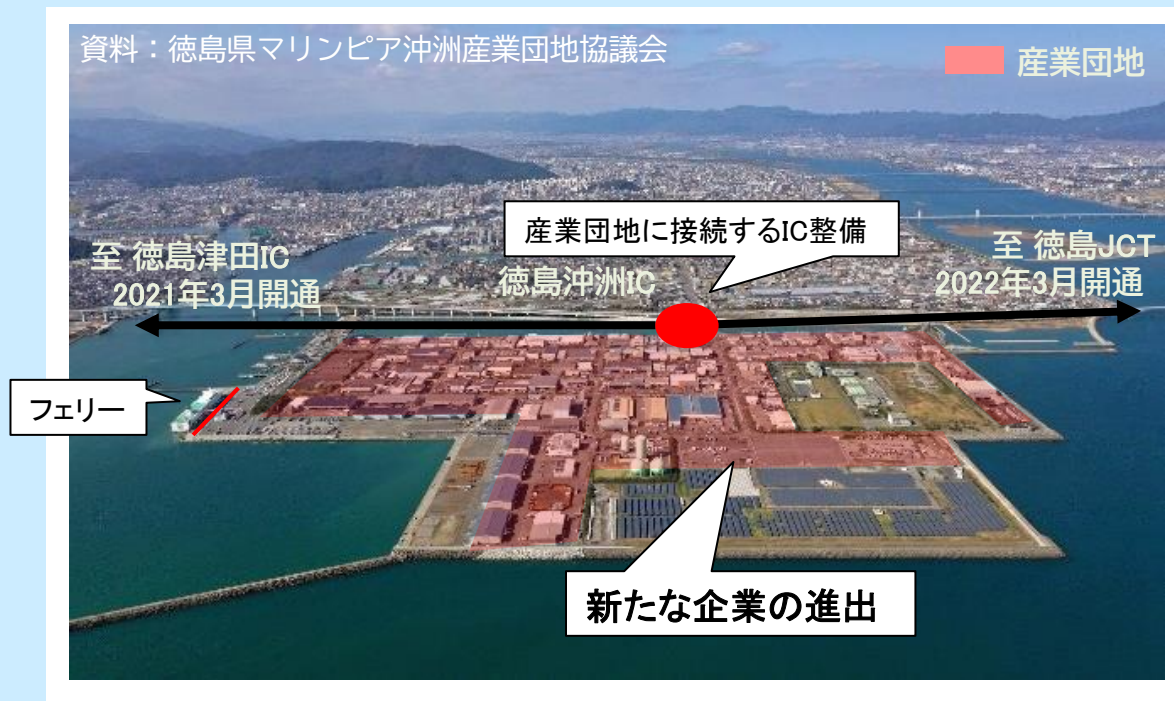 資料：徳島県マリンピア沖洲産業団地協議会
産業団地
産業団地に接続するIC整備
至 徳島津田IC
2021年3月開通
徳島沖洲IC
至 徳島JCT
2022年3月開通
フェリー
新たな企業の進出